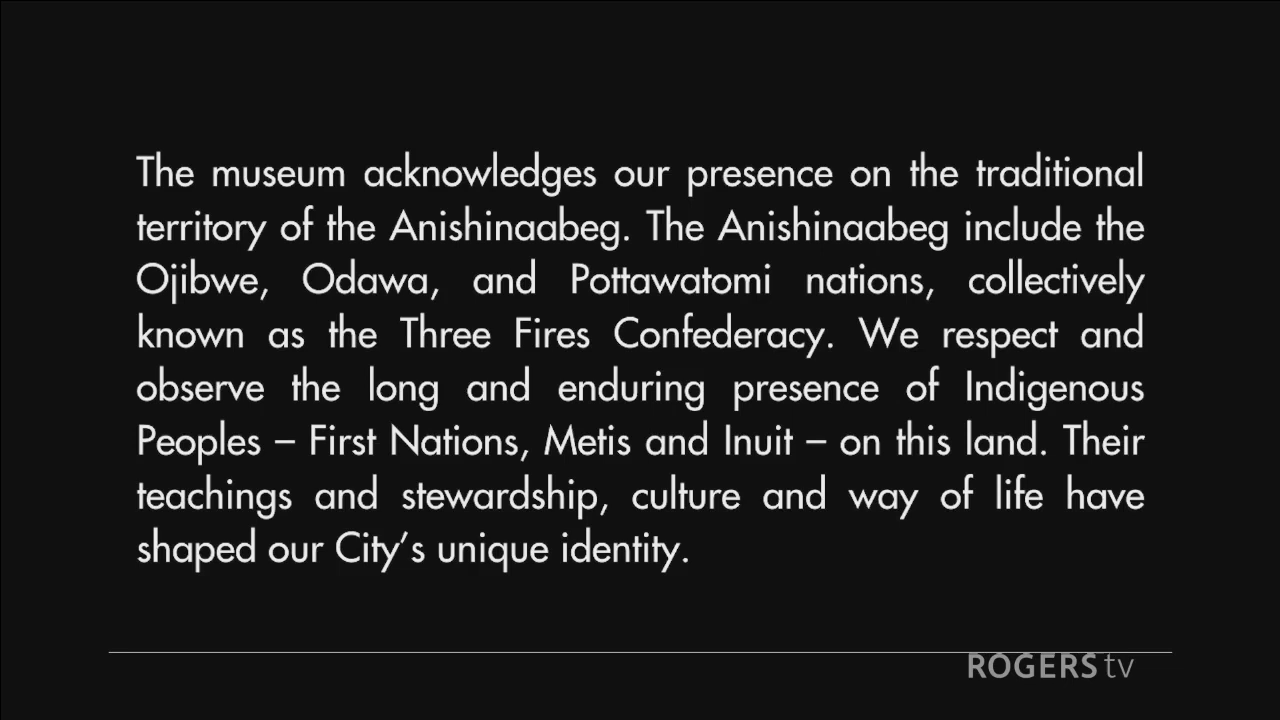 The museum acknowledges our presence on the traditional
territory of the Anishinaabeg. The Anishinaabeg include the
Ojibwe, Odawa, and Pottawatomi nations, collectively
known as the Three Fires Confederacy. We respect and
observe the long and enduring presence of Indigenous
Peoples – First Nations, Metis and Inuit – on this land. Their
teachings and stewardship, culture and way of life have
shaped our City’s unique identity.
ROGERS tv